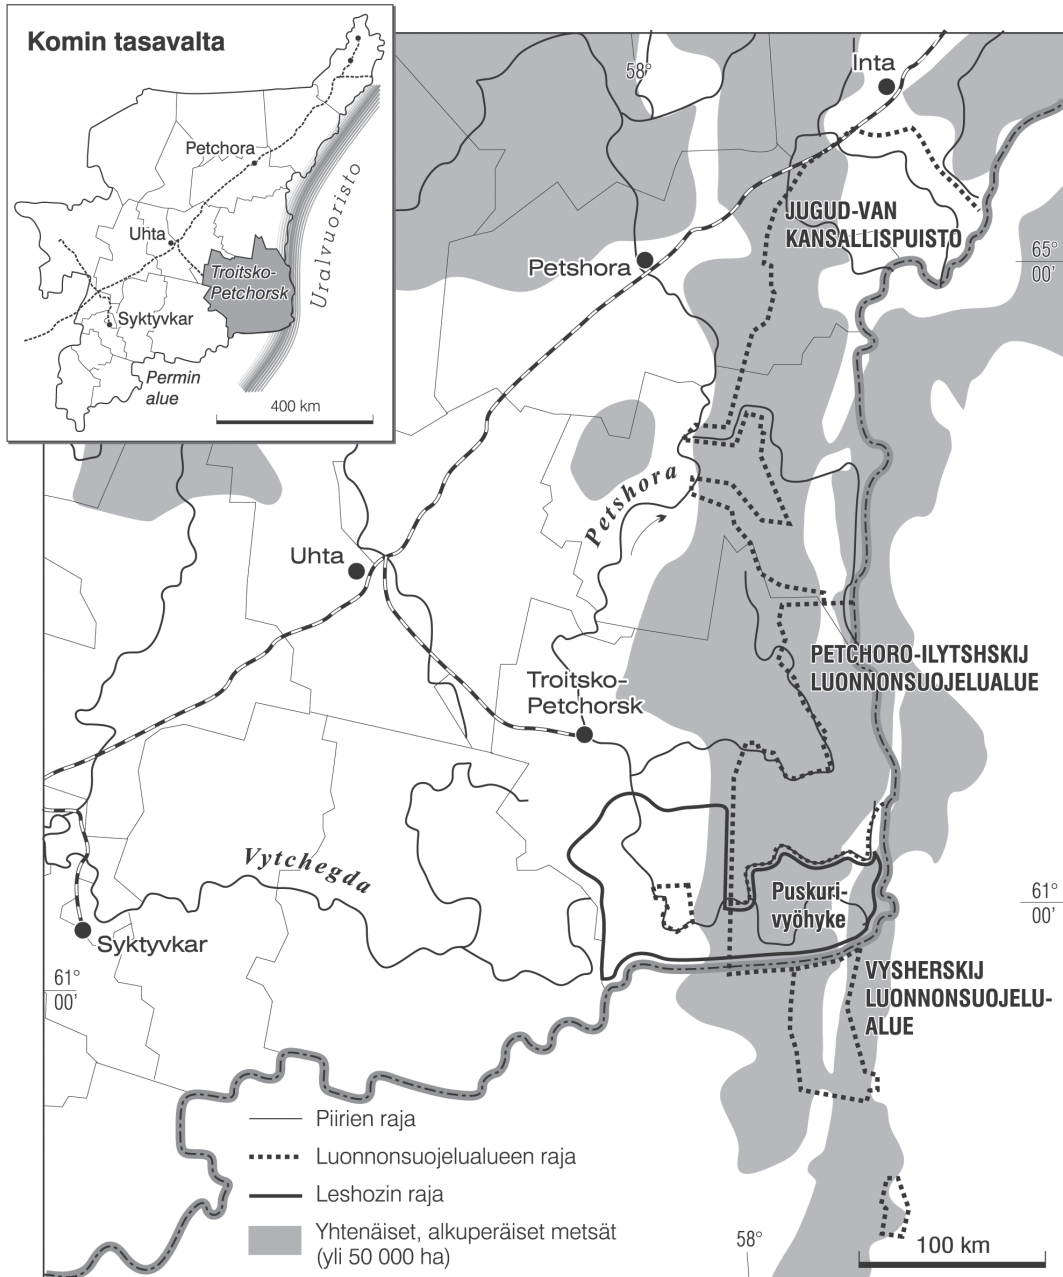 Komin tasavalta
Petchora
Uhta
Troitsko-
Petchorsk
Syktyvkar
Permin
alue
Uralvuoristo
400 km
58°
Inta
JUGUD-VAN
KANSALLISPUISTO
65°
00'
Petshora
Petshora
Uhta
Troitsko-
Petchorsk
PETCHORO-ILYTSHSKIJ
LUONNONSUOJELUALUE
Vytchegda
Puskuri-
vyöhyke
61°
00'
Syktyvkar
61°
00'
VYSHERSKIJ
LUONNONSUOJELU-
ALUE
Piirien raja
Luonnonsuojelualueen raja
Leshozin raja
Yhtenäiset, alkuperäiset metsät
(yli 50 000 ha)
58°
100 km